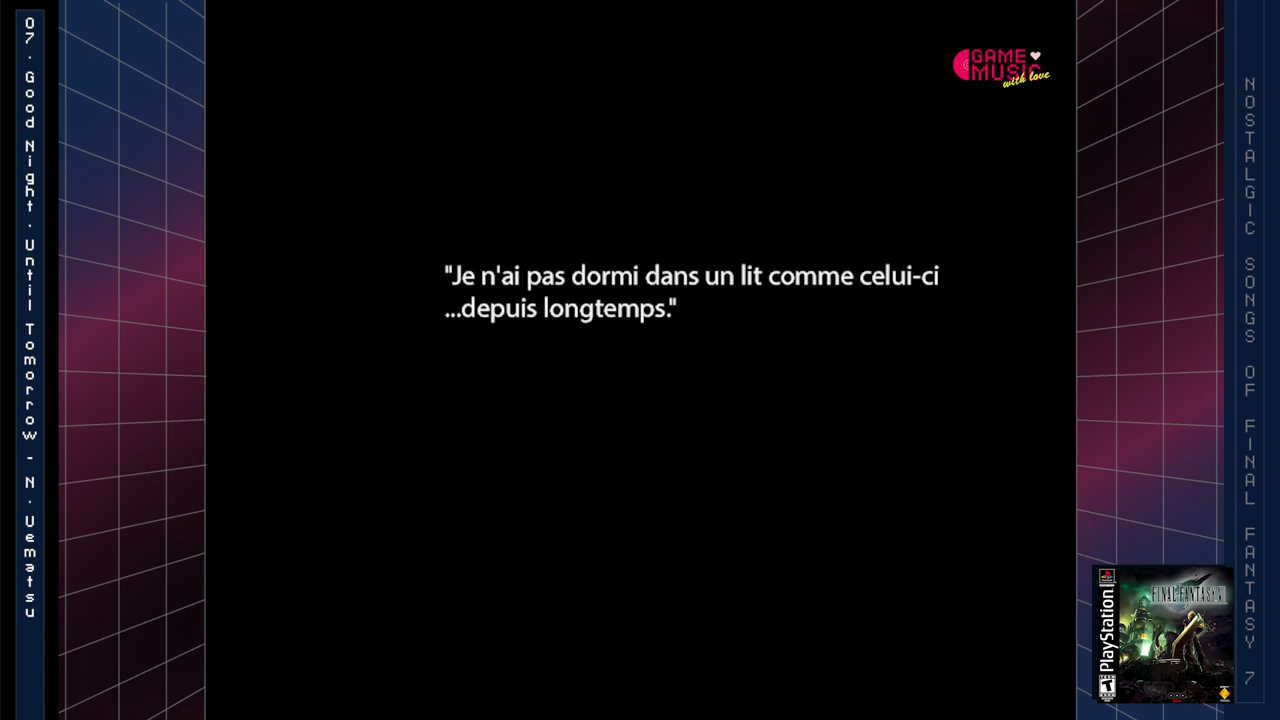 07. Good Night, Until Tomorrow - N. Uematsu
GAME
MUSIC
with love
"Je n'ai pas dormi dans un lit comme celui-ci
...depuis longtemps."
NOSTALGIC SONGS OF FINAL FANTASY 7
PlayStation
FINAL FANTASY VII
T